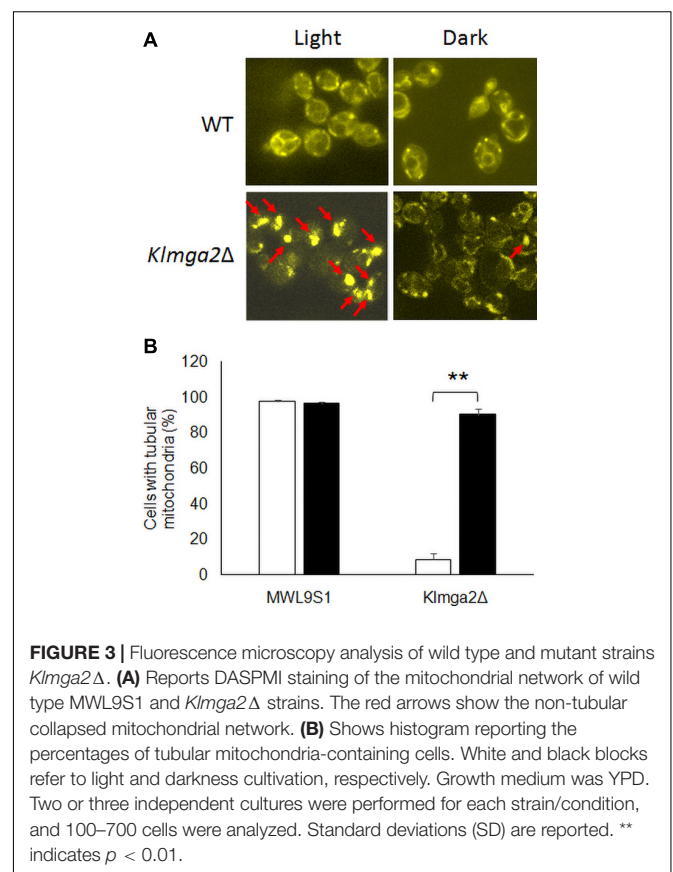 A
Light Dark
WT
Klmga2Δ
B
120
100
80
60
40
20
0
Cells with tubular
mitochondria (%)
**
MWL9S1 Klmga2Δ
FIGURE 3 | Fluorescence microscopy analysis of wild type and mutant strains
Klmga2Δ. (A) Reports DASPMI staining of the mitochondrial network of wild
type MWL9S1 and Klmga2Δ strains. The red arrows show the non-tubular
collapsed mitochondrial network. (B) Shows histogram reporting the
percentages of tubular mitochondria-containing cells. White and black blocks
refer to light and darkness cultivation, respectively. Growth medium was YPD.
Two or three independent cultures were performed for each strain/condition,
and 100–700 cells were analyzed. Standard deviations (SD) are reported. **
indicates p < 0.01.